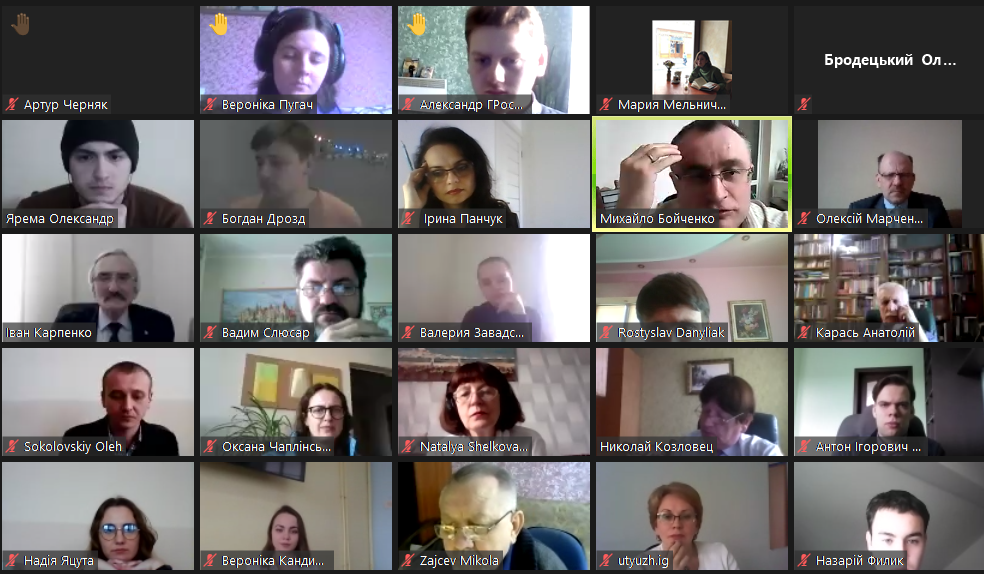 Артур Черняк
Вероніка Пугач
Александр ГРос...
Мария Мельнич...
Бродецький Ол...
Ярема Олександр
Богдан Дрозд
Ірина Панчук
Михайло Бойченко
Олексій Марчен...
Іван Карпенко
Вадим Слюсар
Валерия Завадс...
Rostyslav Danyliak
Карась Анатолій
Sokolovskiy Oleh
Оксана Чаплінсь...
Natalya Shelkova...
Николай Козловец
Антон Ігорович ...
Надія Яцута
Вероніка Канди...
Zajcev Mikola
utyuzh.ig
Назарій Филик